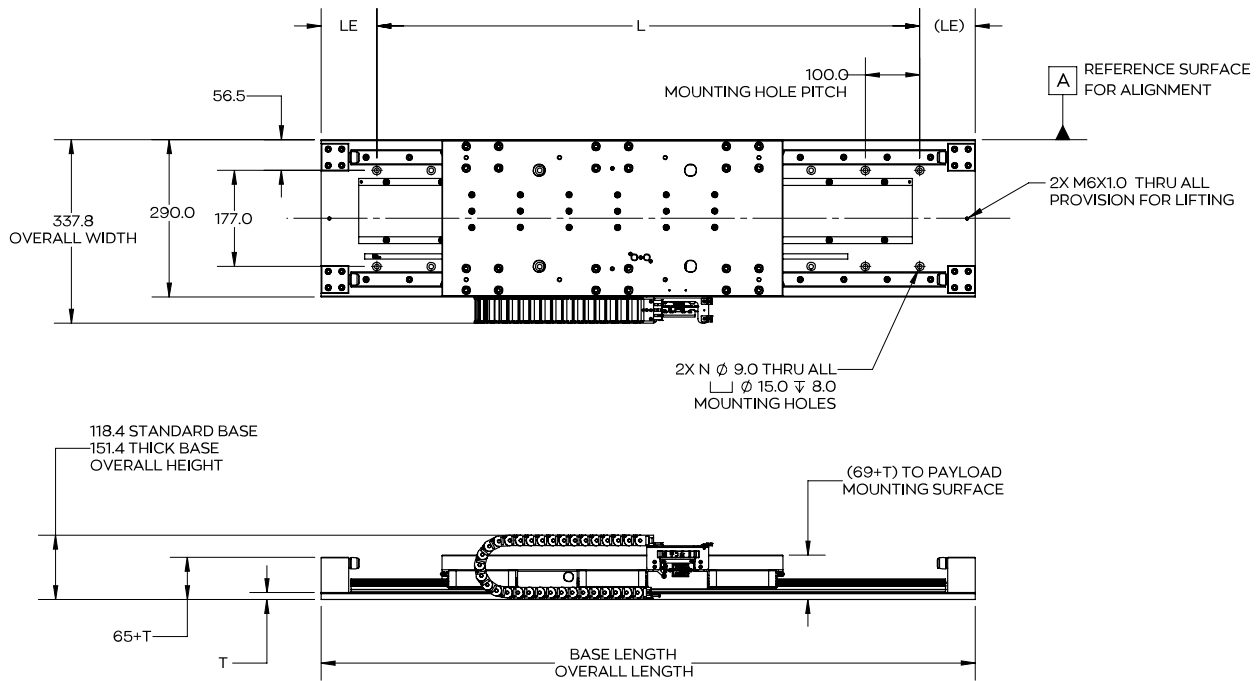 LE
L
(LE)
100.0
MOUNTING HOLE PITCH
A
REFERENCE SURFACE
FOR ALIGNMENT
56.5
337.8
OVERALL WIDTH
290.0
177.0
2X M6X1.0 THRU ALL
PROVISION FOR LIFTING
2X N Ø 9.0 THRU ALL
⌴ Ø 15.0 ↧ 8.0
MOUNTING HOLES
118.4 STANDARD BASE
151.4 THICK BASE
OVERALL HEIGHT
(69+T) TO PAYLOAD
MOUNTING SURFACE
65+T
T
BASE LENGTH
OVERALL LENGTH